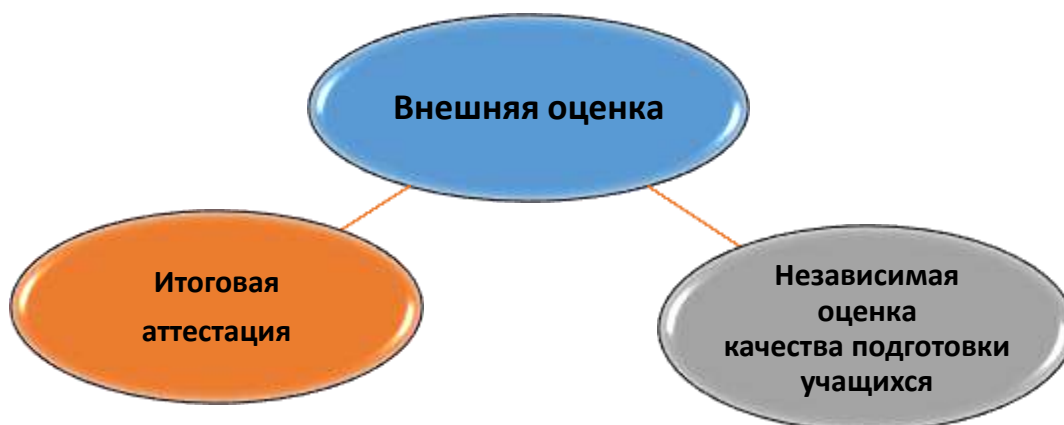 Внешняя оценка
Итоговая
аттестация
Независимая
оценка
качества подготовки
учащихся